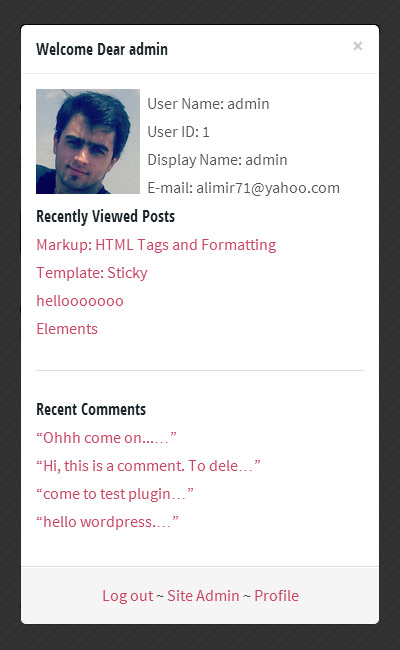 Welcome Dear admin
×
User Name: admin
User ID: 1
Display Name: admin
E-mail: alimir71@yahoo.com
Recently Viewed Posts
Markup: HTML Tags and Formatting
Template: Sticky
hellooooooo
Elements
Recent Comments
“Ohhh come on...…”
“Hi, this is a comment. To dele…”
“come to test plugin…”
“hello wordpress.…”
Log out ~ Site Admin ~ Profile